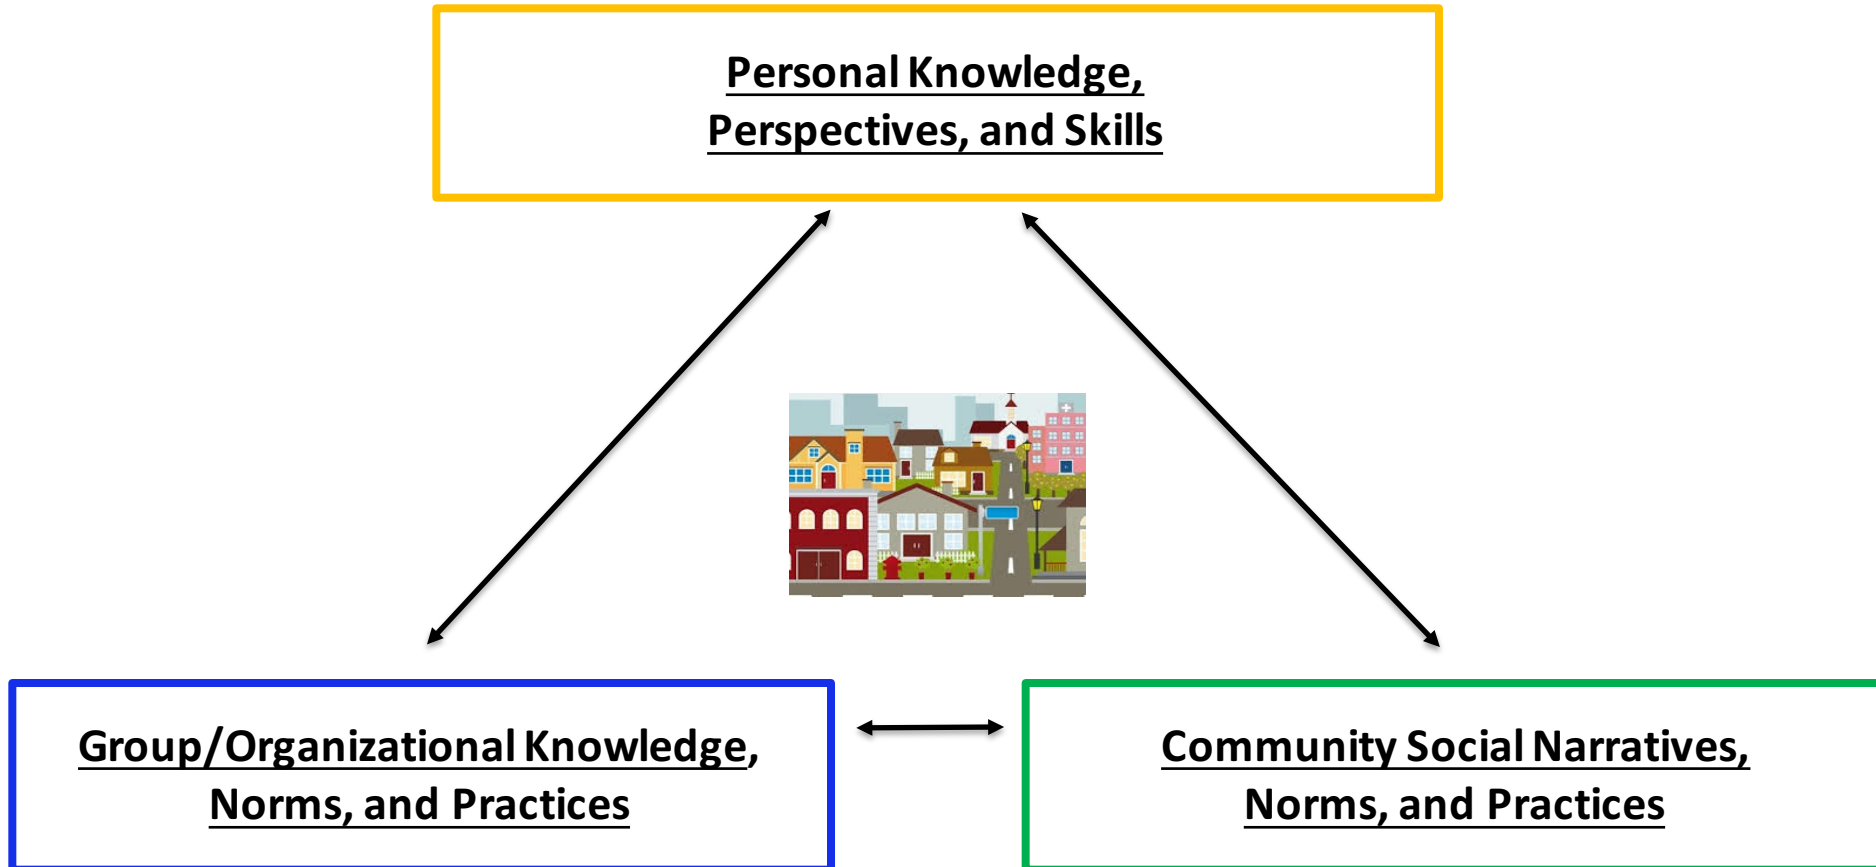 Personal Knowledge,
Perspectives, and Skills
Group/Organizational Knowledge,
Norms, and Practices
Community Social Narratives,
Norms, and Practices